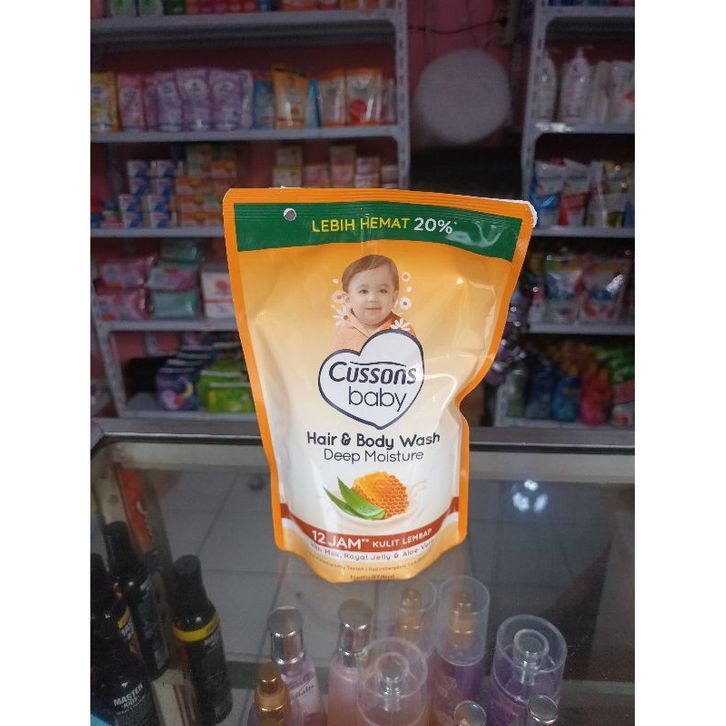 LEBIH HEMAT 20%*
Cussons
baby
Hair & Body Wash
Deep Moisture
12 JAM** KULIT LEMBAP
with Milk, Royal Jelly & Aloe Vera
MASTER